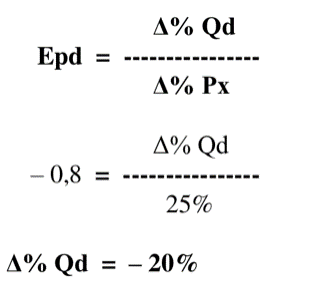 Δ% Qd
Epd = ----------------
Δ% Px
Δ% Qd
– 0,8 = ----------------
25%
Δ% Qd = – 20%